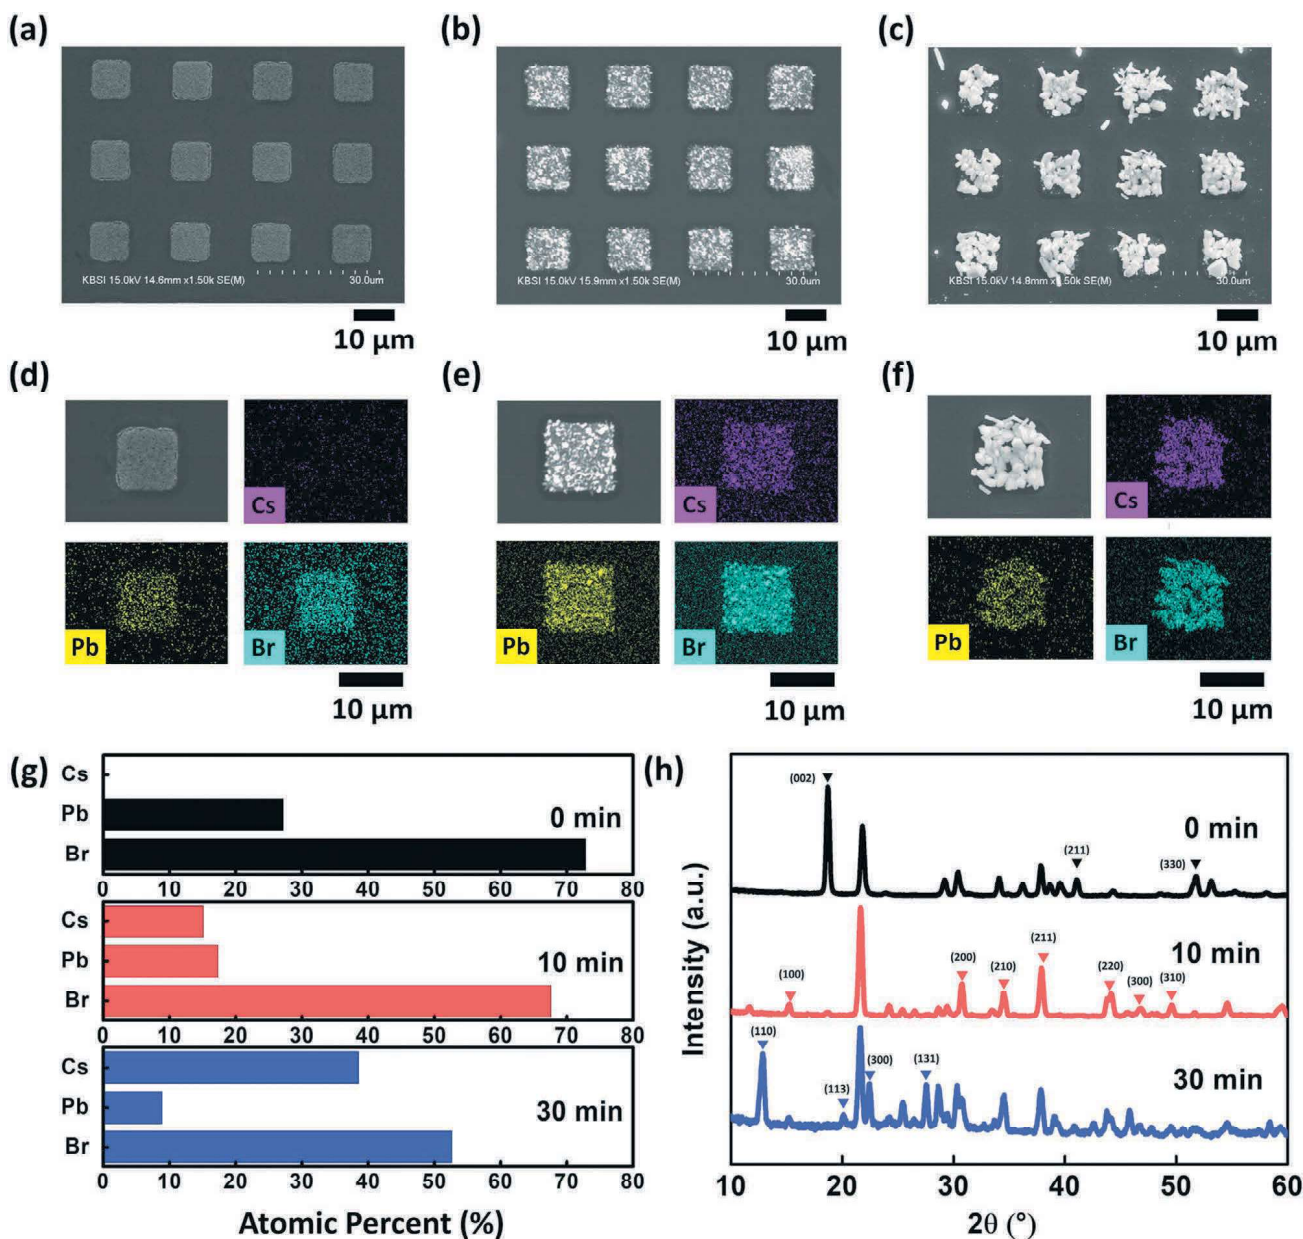 (a)
(b)
(c)
KBSI 15.0kV 14.6mm x1.50k SE(M)
30.0um
KBSI 15.0kV 15.9mm x1.50k SE(M)
30.0um
KBSI 15.0kV 14.8mm x1.50k SE(M)
30.0um
10 μm
10 μm
10 μm
(d)
(e)
(f)
Cs
Cs
Cs
Pb
Br
Pb
Br
Pb
Br
10 μm
10 μm
10 μm
(g)
Cs
Pb
Br
0 min
0 10 20 30 40 50 60 70 80
Cs
Pb
Br
10 min
0 10 20 30 40 50 60 70 80
Cs
Pb
Br
30 min
0 10 20 30 40 50 60 70 80
Atomic Percent (%)
(h)
Intensity (a.u.)
(002)
(211)
(330)
0 min
(100)
(200)
(210)
(211)
(220)
(300)
(310)
10 min
(110)
(113)
(300)
(131)
30 min
10 20 30 40 50 60
2θ (°)